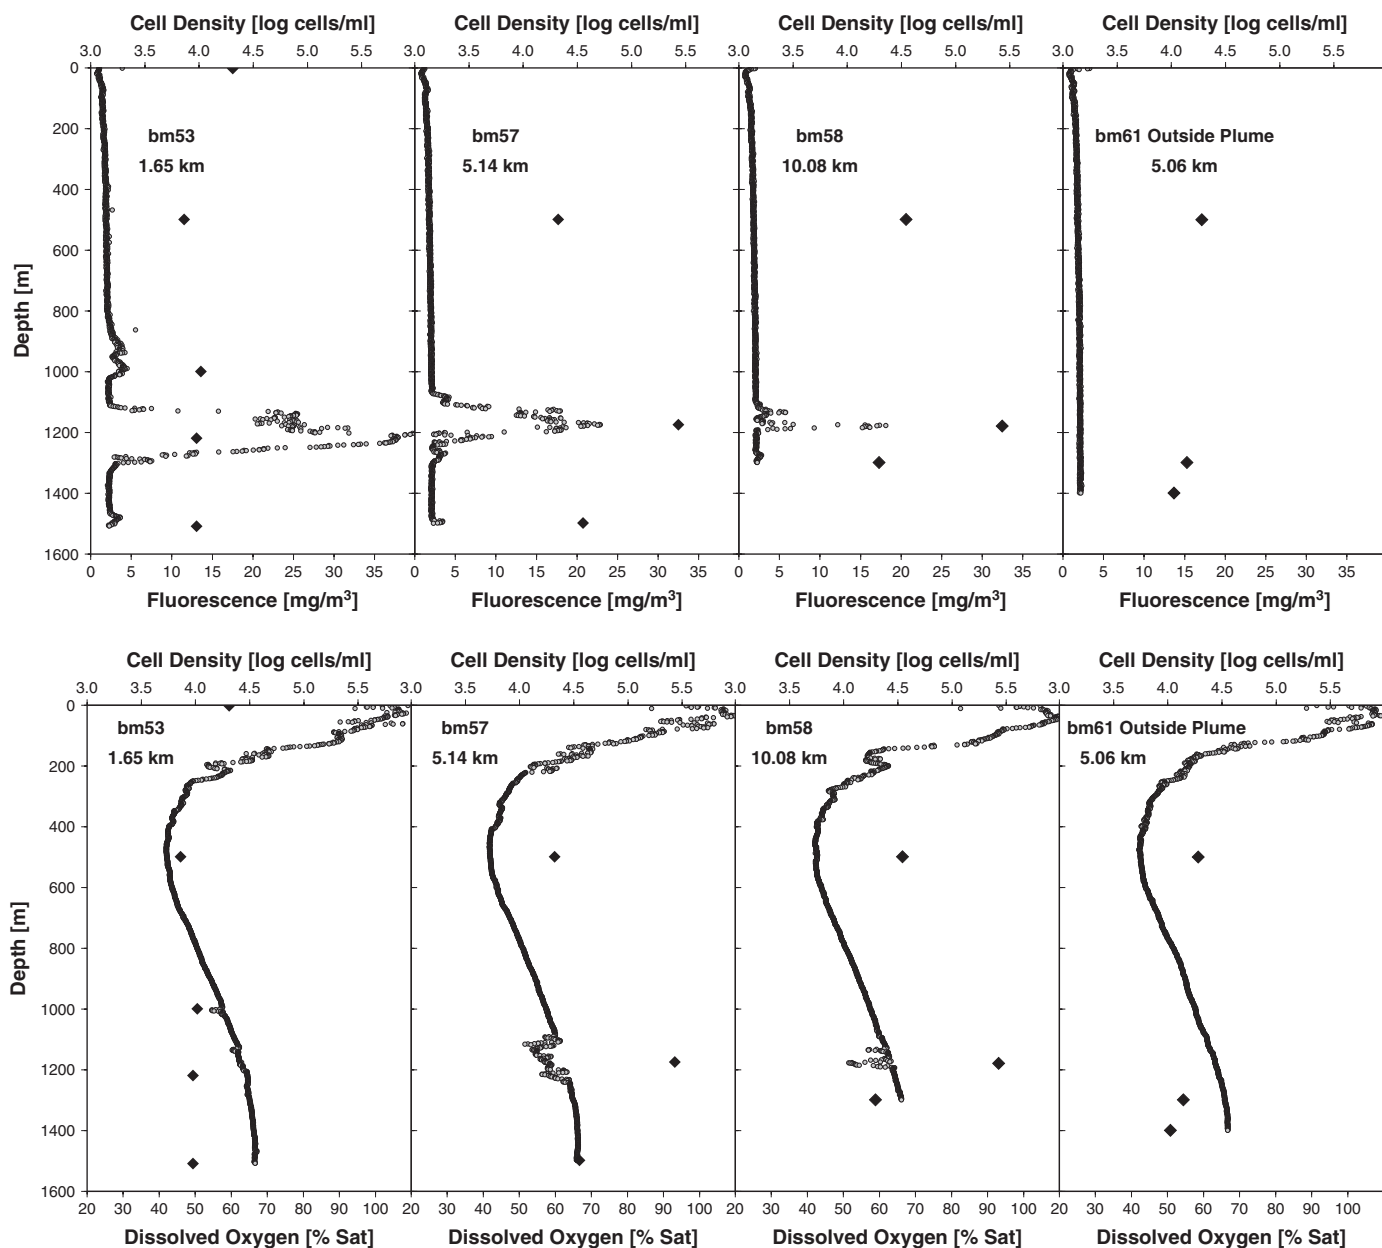 Cell Density [log cells/ml] Cell Density [log cells/ml] Cell Density [log cells/ml] Cell Density [log cells/ml]
3.0 3.5 4.0 4.5 5.0 5.5 3.0 3.5 4.0 4.5 5.0 5.5 3.0 3.5 4.0 4.5 5.0 5.5 3.0 3.5 4.0 4.5 5.0 5.5
0
bm53 bm57 bm58 bm61 Outside Plume
1.65 km 5.14 km 10.08 km 5.06 km
200
400
600
800
1000
1200
1400
1600
Depth [m]
0 5 10 15 20 25 30 35 0 5 10 15 20 25 30 35 0 5 10 15 20 25 30 35 0 5 10 15 20 25 30 35
Fluorescence [mg/m³] Fluorescence [mg/m³] Fluorescence [mg/m³] Fluorescence [mg/m³]
Cell Density [log cells/ml] Cell Density [log cells/ml] Cell Density [log cells/ml] Cell Density [log cells/ml]
3.0 3.5 4.0 4.5 5.0 5.5 3.0 3.5 4.0 4.5 5.0 5.5 3.0 3.5 4.0 4.5 5.0 5.5 3.0 3.5 4.0 4.5 5.0 5.5
0
bm53 bm57 bm58 bm61 Outside Plume
1.65 km 5.14 km 10.08 km 5.06 km
200
400
600
800
1000
1200
1400
1600
Depth [m]
20 30 40 50 60 70 80 90 100 20 30 40 50 60 70 80 90 100 20 30 40 50 60 70 80 90 100 20 30 40 50 60 70 80 90 100
Dissolved Oxygen [% Sat] Dissolved Oxygen [% Sat] Dissolved Oxygen [% Sat] Dissolved Oxygen [% Sat]